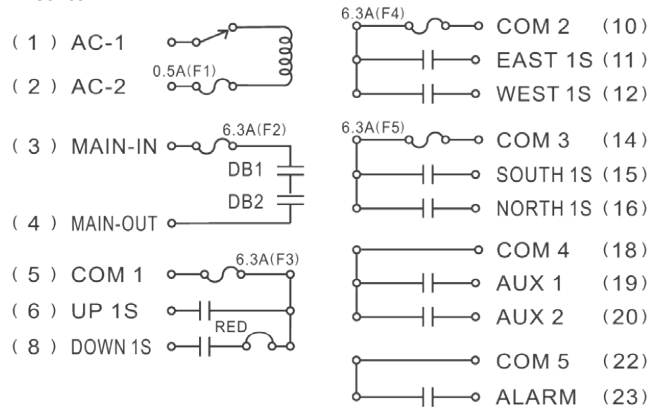 ( 1 ) AC-1
( 2 ) AC-2 0.5A(F1)
( 3 ) MAIN-IN 6.3A(F2)
DB1
DB2
( 4 ) MAIN-OUT
( 5 ) COM 1 6.3A(F3)
( 6 ) UP 1S
RED
( 8 ) DOWN 1S
6.3A(F4) COM 2 (10)
EAST 1S (11)
WEST 1S (12)
6.3A(F5) COM 3 (14)
SOUTH 1S (15)
NORTH 1S (16)
COM 4 (18)
AUX 1 (19)
AUX 2 (20)
COM 5 (22)
ALARM (23)